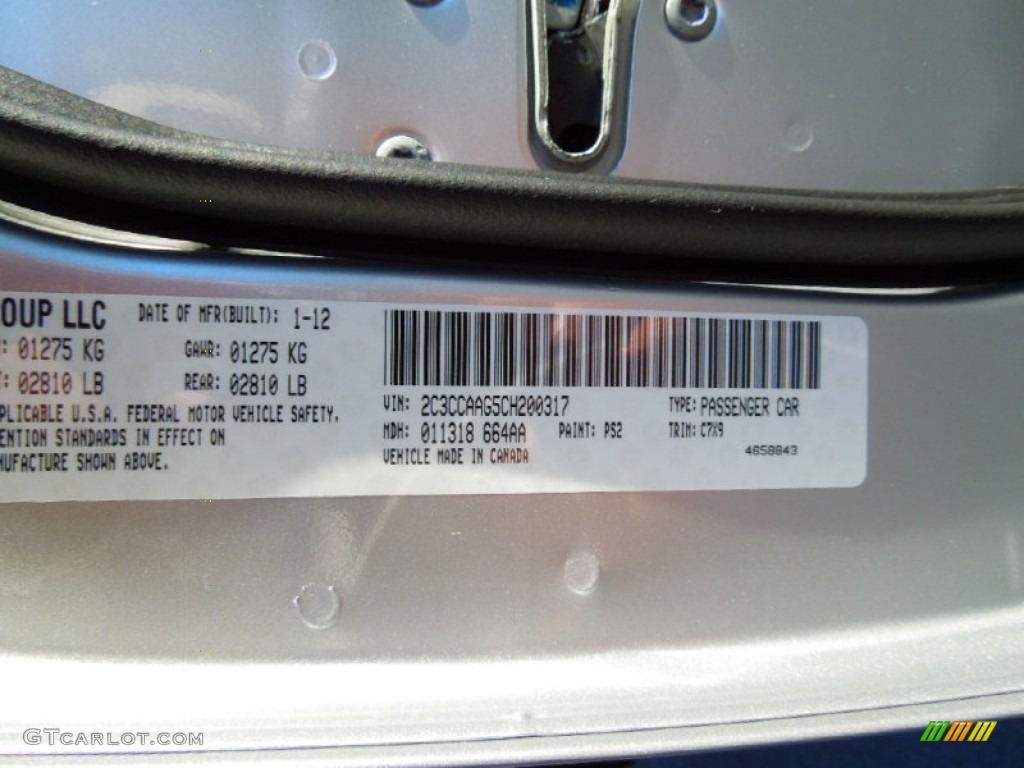 OUP LLC DATE OF MFR(BUILT): 1-12
: 01275 KG GAWR: 01275 KG
: 02810 LB REAR: 02810 LB
PLICABLE U.S.A. FEDERAL MOTOR VEHICLE SAFETY,
ENTION STANDARDS IN EFFECT ON
UFACTURE SHOWN ABOVE.
VIN: 2C3CCAAG5CH200317 TYPE: PASSENGER CAR
MDH: 011318 664AA PAINT: PS2 TRIM: C7X9
VEHICLE MADE IN CANADA 4658843
GTCARLOT.COM